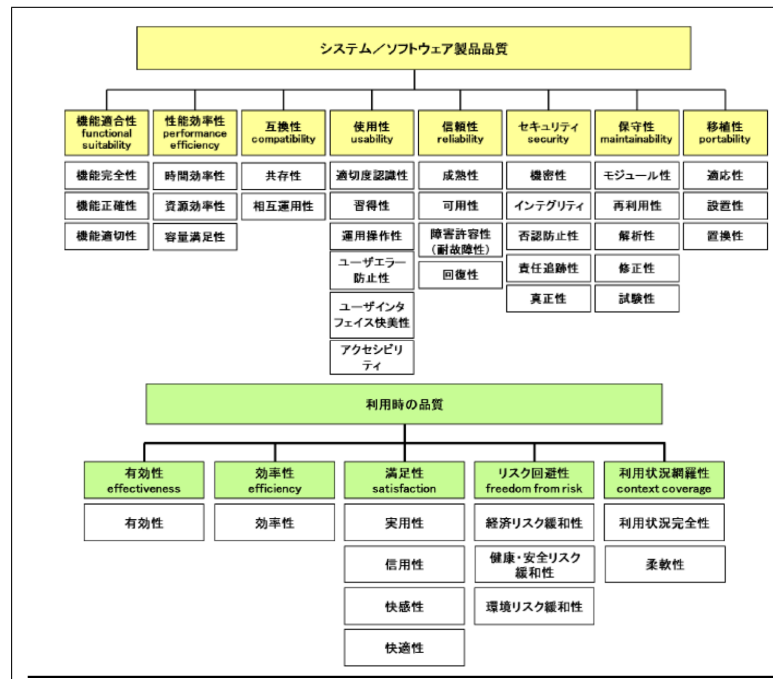 システム／ソフトウェア製品品質
機能適合性
functional
suitability
性能効率性
performance
efficiency
互換性
compatibility
使用性
usability
信頼性
reliability
セキュリティ
security
保守性
maintainability
移植性
portability
機能完全性
機能正確性
機能適切性
時間効率性
資源効率性
容量満足性
共存性
相互運用性
適切度認識性
習得性
運用操作性
ユーザエラー
防止性
ユーザインタ
フェイス快美性
アクセシビリ
ティ
成熟性
可用性
障害許容性
（耐故障性）
回復性
機密性
インテグリティ
否認防止性
責任追跡性
真正性
モジュール性
再利用性
解析性
修正性
試験性
適応性
設置性
置換性
利用時の品質
有効性
effectiveness
効率性
efficiency
満足性
satisfaction
リスク回避性
freedom from risk
利用状況網羅性
context coverage
有効性
効率性
実用性
信用性
快感性
快適性
経済リスク緩和性
健康・安全リスク
緩和性
環境リスク緩和性
利用状況完全性
柔軟性